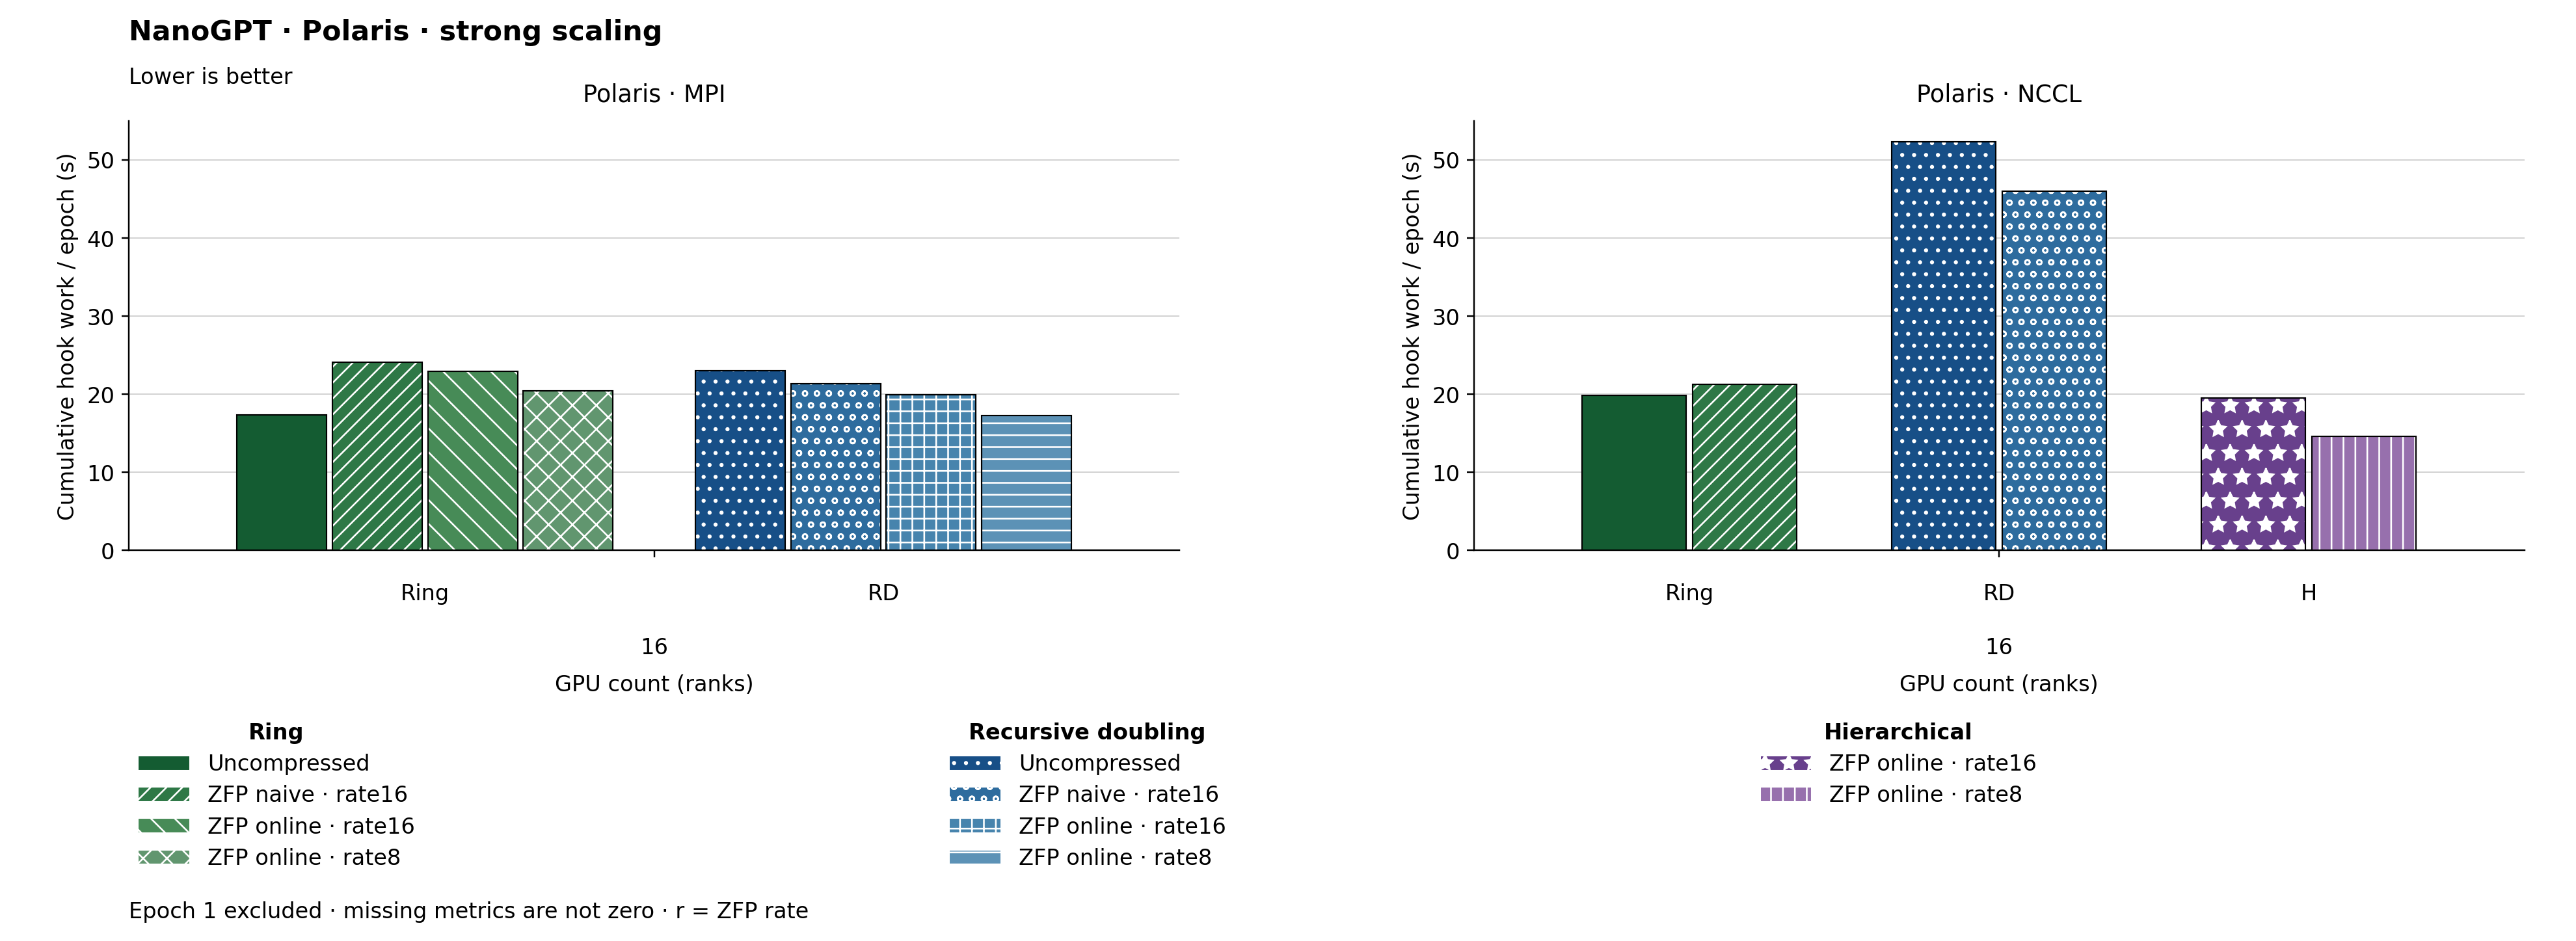 NanoGPT · Polaris · strong scaling
Lower is better
Polaris · MPI
Cumulative hook work / epoch (s)
50
40
30
20
10
0
Ring
RD
16
GPU count (ranks)
Polaris · NCCL
Cumulative hook work / epoch (s)
50
40
30
20
10
0
Ring
RD
H
16
GPU count (ranks)
Ring
Uncompressed
ZFP naive · rate16
ZFP online · rate16
ZFP online · rate8
Recursive doubling
Uncompressed
ZFP naive · rate16
ZFP online · rate16
ZFP online · rate8
Hierarchical
ZFP online · rate16
ZFP online · rate8
Epoch 1 excluded · missing metrics are not zero · r = ZFP rate